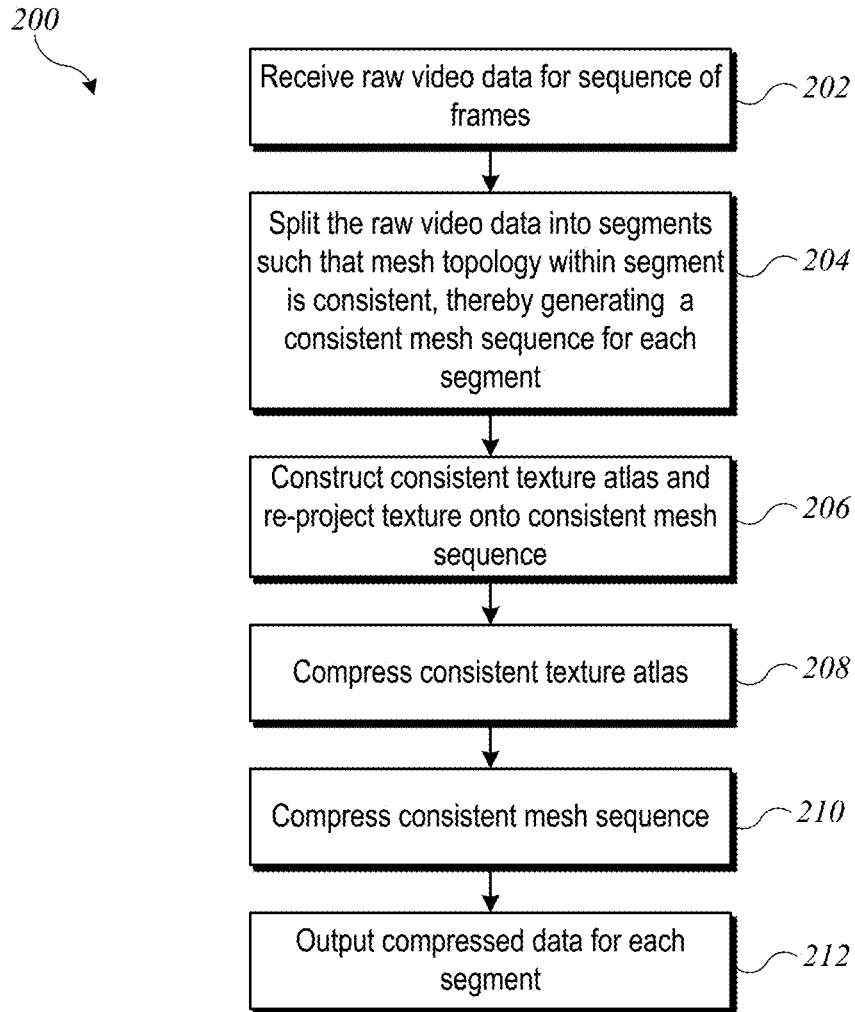 200
Receive raw video data for sequence of
frames
202
Split the raw video data into segments
such that mesh topology within segment
is consistent, thereby generating a
consistent mesh sequence for each
segment
204
Construct consistent texture atlas and
re-project texture onto consistent mesh
sequence
206
Compress consistent texture atlas
208
Compress consistent mesh sequence
210
Output compressed data for each
segment
212